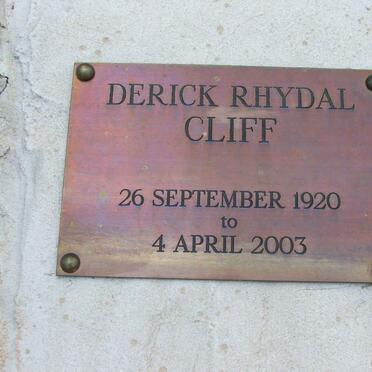 DERICK RHYDAL
CLIFF
26 SEPTEMBER 1920
to
4 APRIL 2003